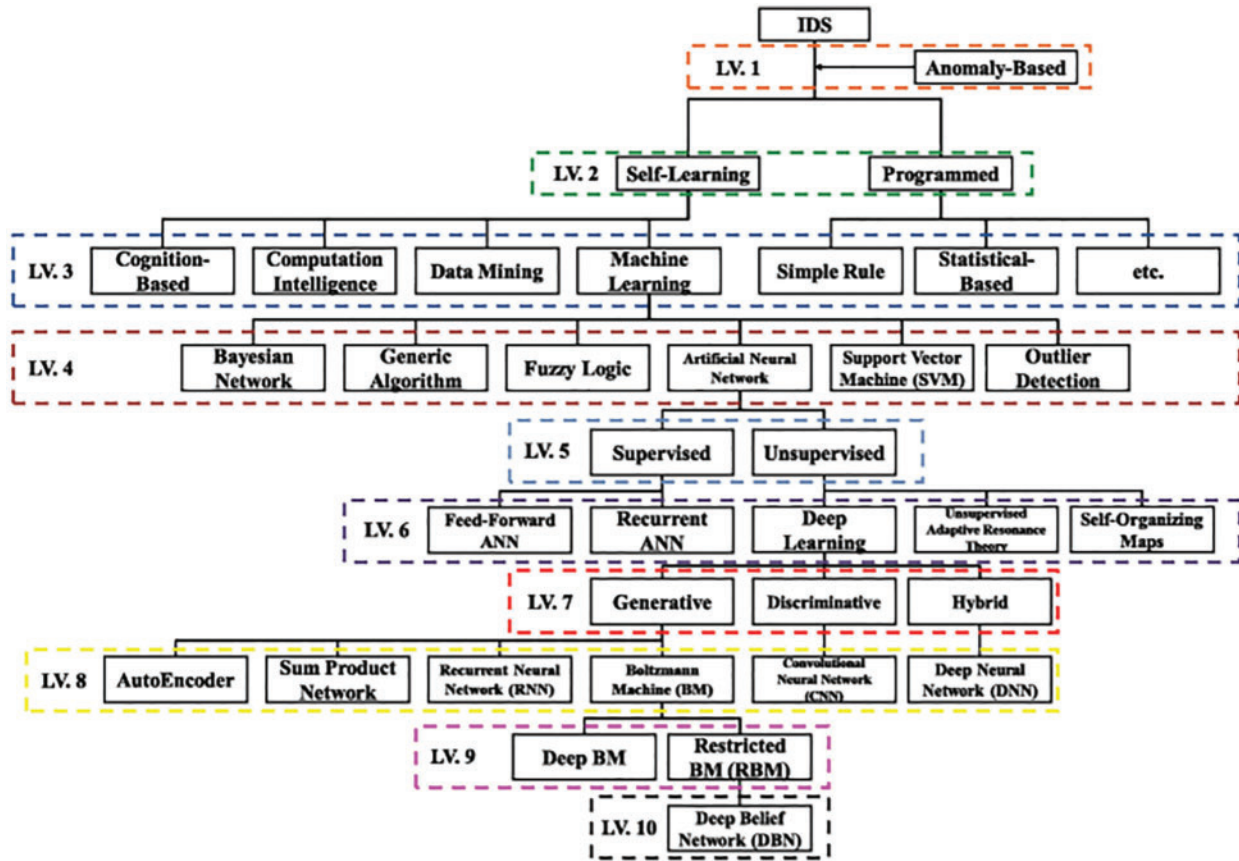 IDS
LV. 1
Anomaly-Based
LV. 2
Self-Learning
Programmed
LV. 3
Cognition-
Based
Computation
Intelligence
Data Mining
Machine
Learning
Simple Rule
Statistical-
Based
etc.
LV. 4
Bayesian
Network
Generic
Algorithm
Fuzzy Logic
Artificial Neural
Network
Support Vector
Machine (SVM)
Outlier
Detection
LV. 5
Supervised
Unsupervised
LV. 6
Feed-Forward
ANN
Recurrent
ANN
Deep
Learning
Unsupervised
Adaptive Resonance
Theory
Self-Organizing
Maps
LV. 7
Generative
Discriminative
Hybrid
LV. 8
AutoEncoder
Sum Product
Network
Recurrent Neural
Network (RNN)
Boltzmann
Machine (BM)
Convolutional
Neural Network
(CNN)
Deep Neural
Network (DNN)
LV. 9
Deep BM
Restricted
BM (RBM)
LV. 10
Deep Belief
Network (DBN)